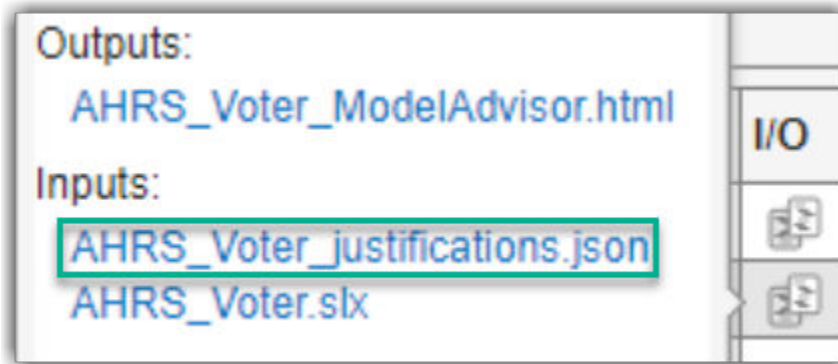 Outputs:
AHRS_Voter_ModelAdvisor.html
I/O
Inputs:
AHRS_Voter_justifications.json
AHRS_Voter.slx